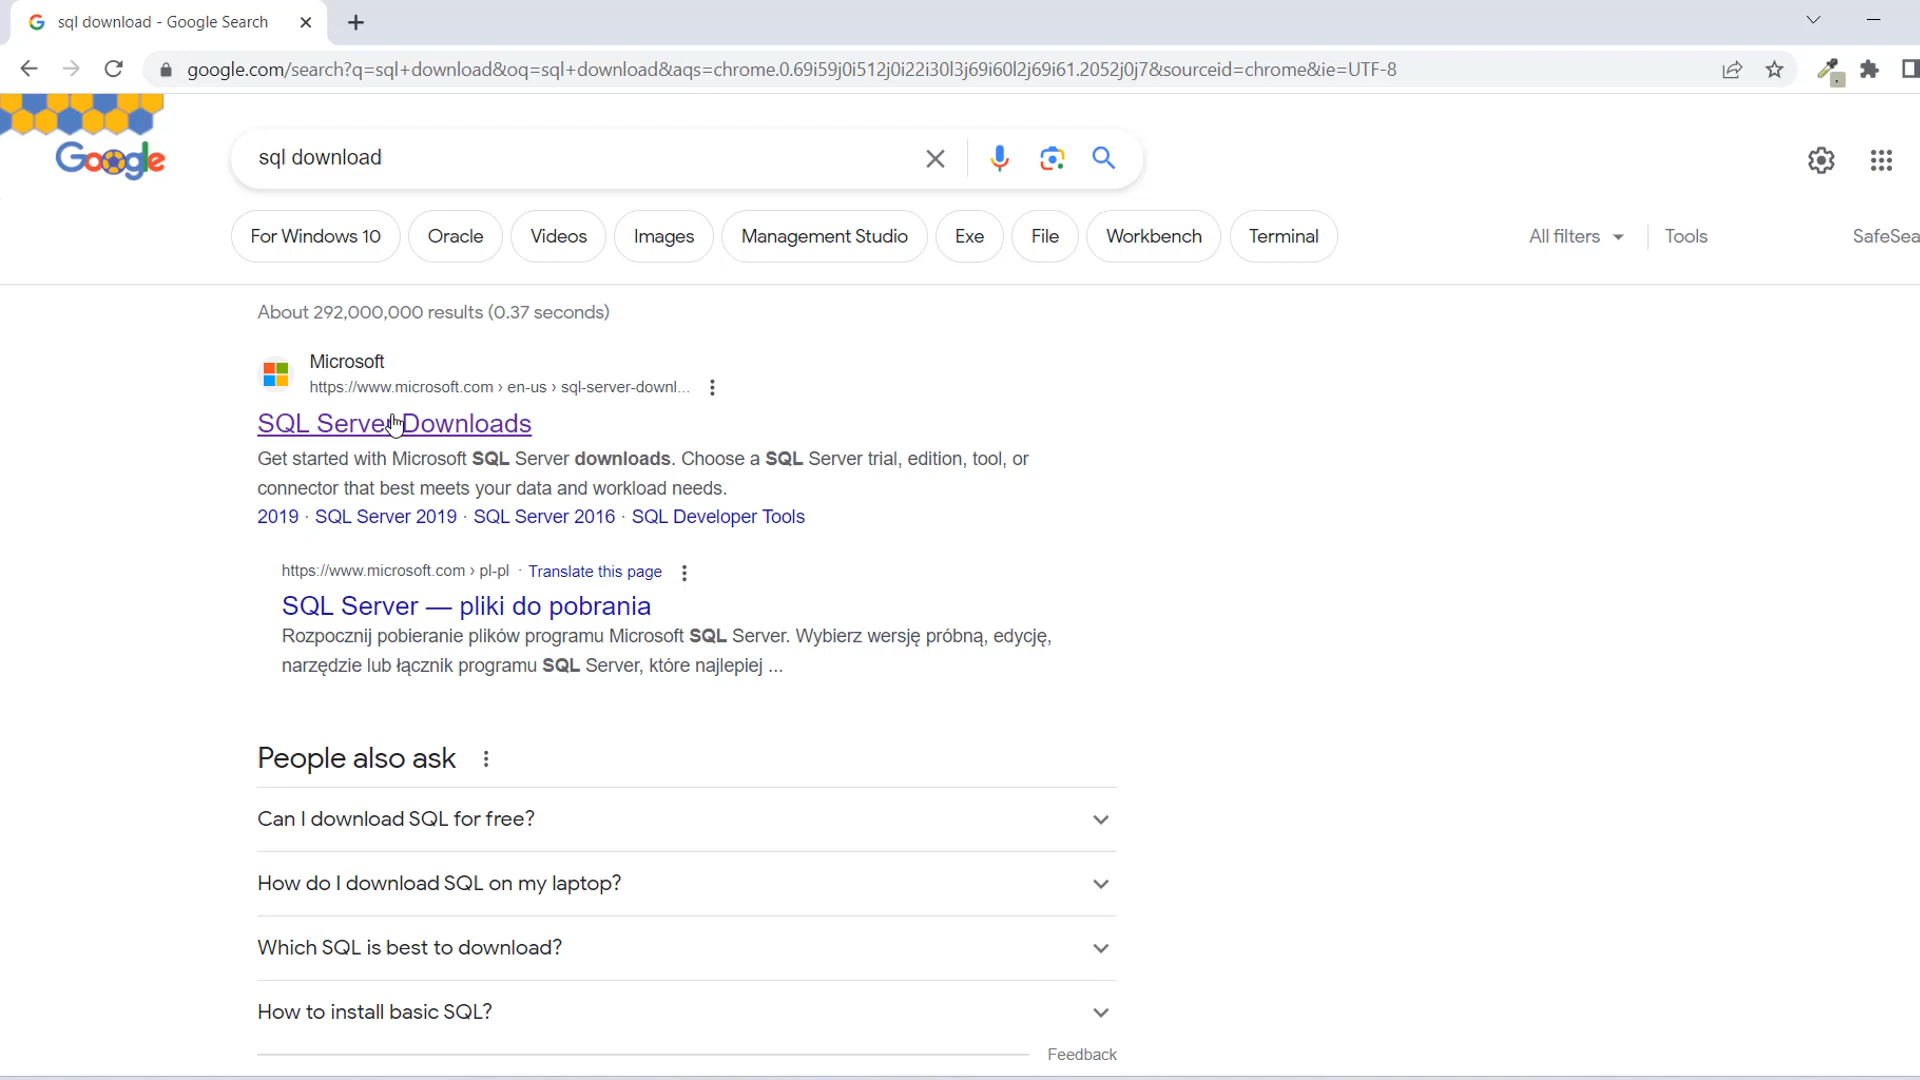 sql download - Google Search
google.com/search?q=sql+download&oq=sql+download&aqs=chrome.0.69i59j0i512j0i22i30l3j69i60l2j69i61.2052j0j7&sourceid=chrome&ie=UTF-8
Google
sql download
For Windows 10 Oracle Videos Images Management Studio Exe File Workbench Terminal All filters Tools SafeSea
About 292,000,000 results (0.37 seconds)
Microsoft
https://www.microsoft.com › en-us › sql-server-downl...
SQL Server Downloads
Get started with Microsoft SQL Server downloads. Choose a SQL Server trial, edition, tool, or
connector that best meets your data and workload needs.
2019 · SQL Server 2019 · SQL Server 2016 · SQL Developer Tools
https://www.microsoft.com › pl-pl · Translate this page
SQL Server — pliki do pobrania
Rozpocznij pobieranie plików programu Microsoft SQL Server. Wybierz wersję próbną, edycję,
narzędzie lub łącznik programu SQL Server, które najlepiej ...
People also ask
Can I download SQL for free?
How do I download SQL on my laptop?
Which SQL is best to download?
How to install basic SQL?
Feedback